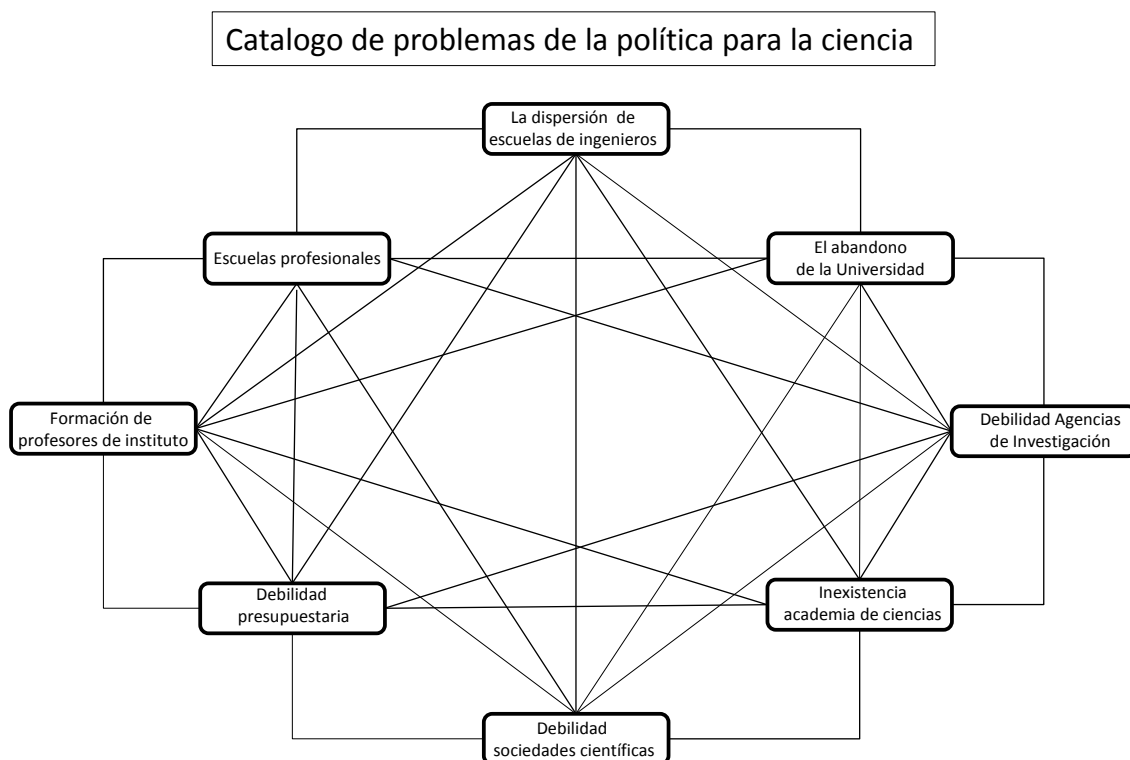 Catalogo de problemas de la política para la ciencia
La dispersión de
escuelas de ingenieros
Escuelas profesionales
El abandono
de la Universidad
Formación de
profesores de instituto
Debilidad Agencias
de Investigación
Debilidad
presupuestaria
Inexistencia
academia de ciencias
Debilidad
sociedades científicas